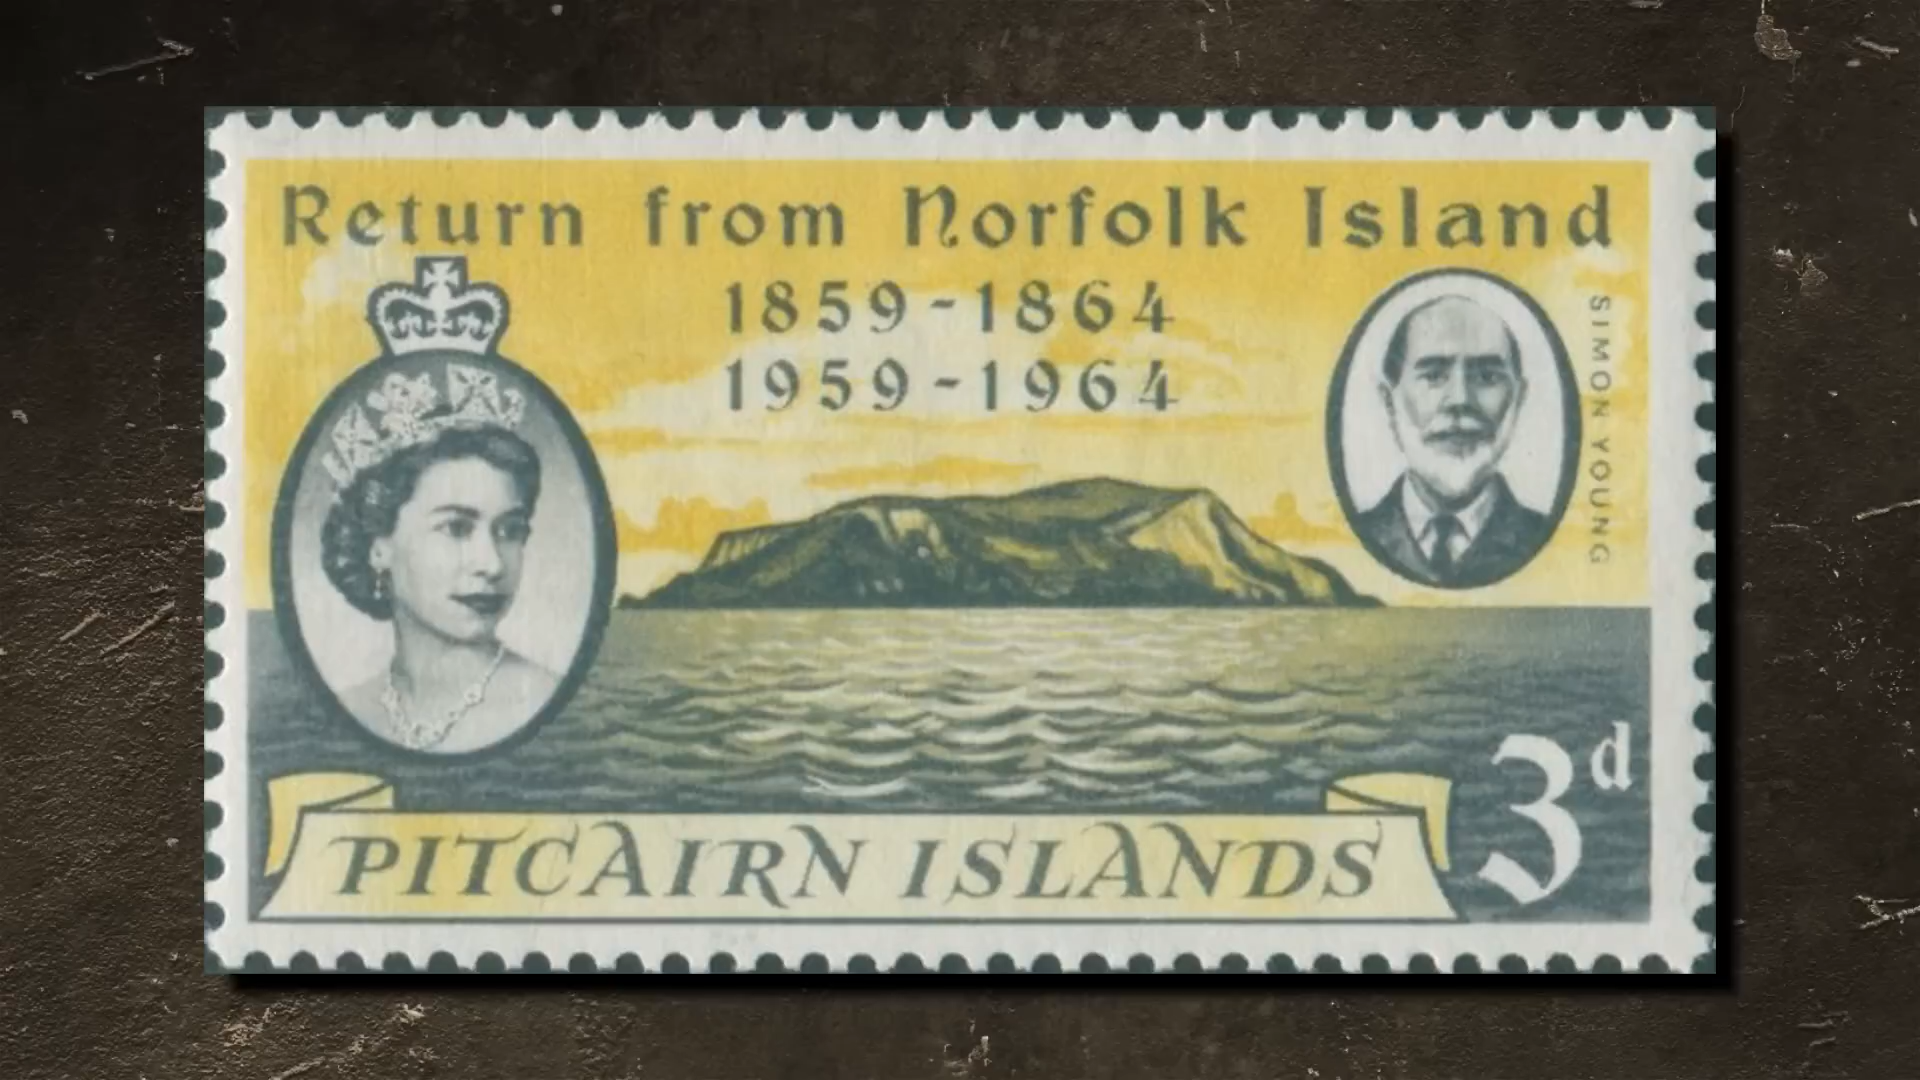 Return from Norfolk Island
1859-1864
1959-1964
SIMON YOUNG
PITCAIRN ISLANDS
3d